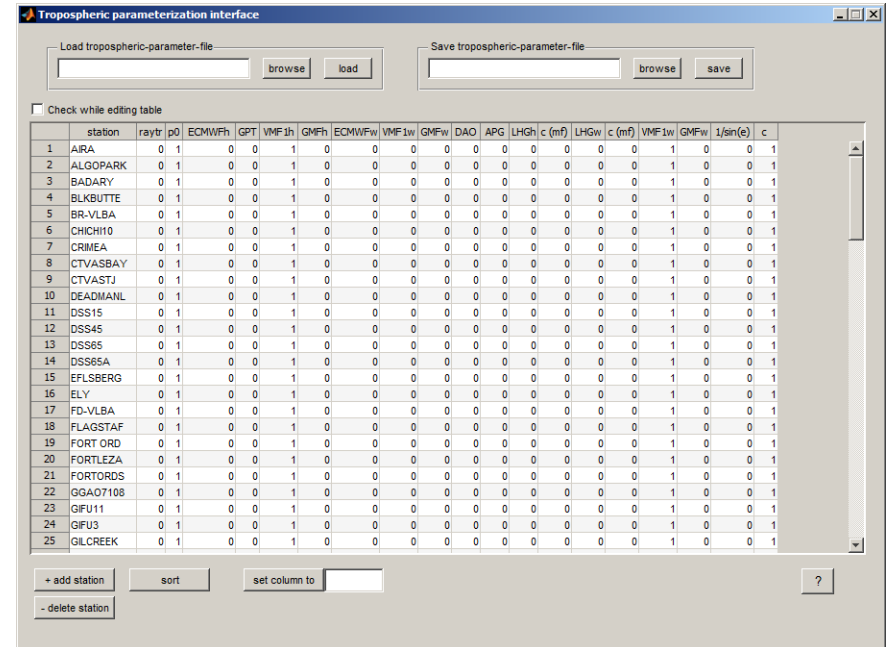 Tropospheric parameterization interface
Load tropospheric-parameter-file
Save tropospheric-parameter-file
browse load
browse save
Check while editing table
station raytr p0 ECMWFh GPT VMF1h GMFh ECMWFw VMF1w GMFw DAO APG LHGh c (mf) LHGw c (mf) VMF1w GMFw 1/sin(e) c
1 AIRA 0 1 0 0 1 0 0 0 0 0 0 0 0 0 0 1 0 0 1
2 ALGOPARK 0 1 0 0 1 0 0 0 0 0 0 0 0 0 0 1 0 0 1
3 BADARY 0 1 0 0 1 0 0 0 0 0 0 0 0 0 0 1 0 0 1
4 BLKBUTTE 0 1 0 0 1 0 0 0 0 0 0 0 0 0 0 1 0 0 1
5 BR-VLBA 0 1 0 0 1 0 0 0 0 0 0 0 0 0 0 1 0 0 1
6 CHICHI10 0 1 0 0 1 0 0 0 0 0 0 0 0 0 0 1 0 0 1
7 CRIMEA 0 1 0 0 1 0 0 0 0 0 0 0 0 0 0 1 0 0 1
8 CTVASBAY 0 1 0 0 1 0 0 0 0 0 0 0 0 0 0 1 0 0 1
9 CTVASTJ 0 1 0 0 1 0 0 0 0 0 0 0 0 0 0 1 0 0 1
10 DEADMANL 0 1 0 0 1 0 0 0 0 0 0 0 0 0 0 1 0 0 1
11 DSS15 0 1 0 0 1 0 0 0 0 0 0 0 0 0 0 1 0 0 1
12 DSS45 0 1 0 0 1 0 0 0 0 0 0 0 0 0 0 1 0 0 1
13 DSS65 0 1 0 0 1 0 0 0 0 0 0 0 0 0 0 1 0 0 1
14 DSS65A 0 1 0 0 1 0 0 0 0 0 0 0 0 0 0 1 0 0 1
15 EFLSBERG 0 1 0 0 1 0 0 0 0 0 0 0 0 0 0 1 0 0 1
16 ELY 0 1 0 0 1 0 0 0 0 0 0 0 0 0 0 1 0 0 1
17 FD-VLBA 0 1 0 0 1 0 0 0 0 0 0 0 0 0 0 1 0 0 1
18 FLAGSTAF 0 1 0 0 1 0 0 0 0 0 0 0 0 0 0 1 0 0 1
19 FORT ORD 0 1 0 0 1 0 0 0 0 0 0 0 0 0 0 1 0 0 1
20 FORTLEZA 0 1 0 0 1 0 0 0 0 0 0 0 0 0 0 1 0 0 1
21 FORTORDS 0 1 0 0 1 0 0 0 0 0 0 0 0 0 0 1 0 0 1
22 GGAO7108 0 1 0 0 1 0 0 0 0 0 0 0 0 0 0 1 0 0 1
23 GIFU11 0 1 0 0 1 0 0 0 0 0 0 0 0 0 0 1 0 0 1
24 GIFU3 0 1 0 0 1 0 0 0 0 0 0 0 0 0 0 1 0 0 1
25 GILCREEK 0 1 0 0 1 0 0 0 0 0 0 0 0 0 0 1 0 0 1
+ add station sort set column to ?
- delete station